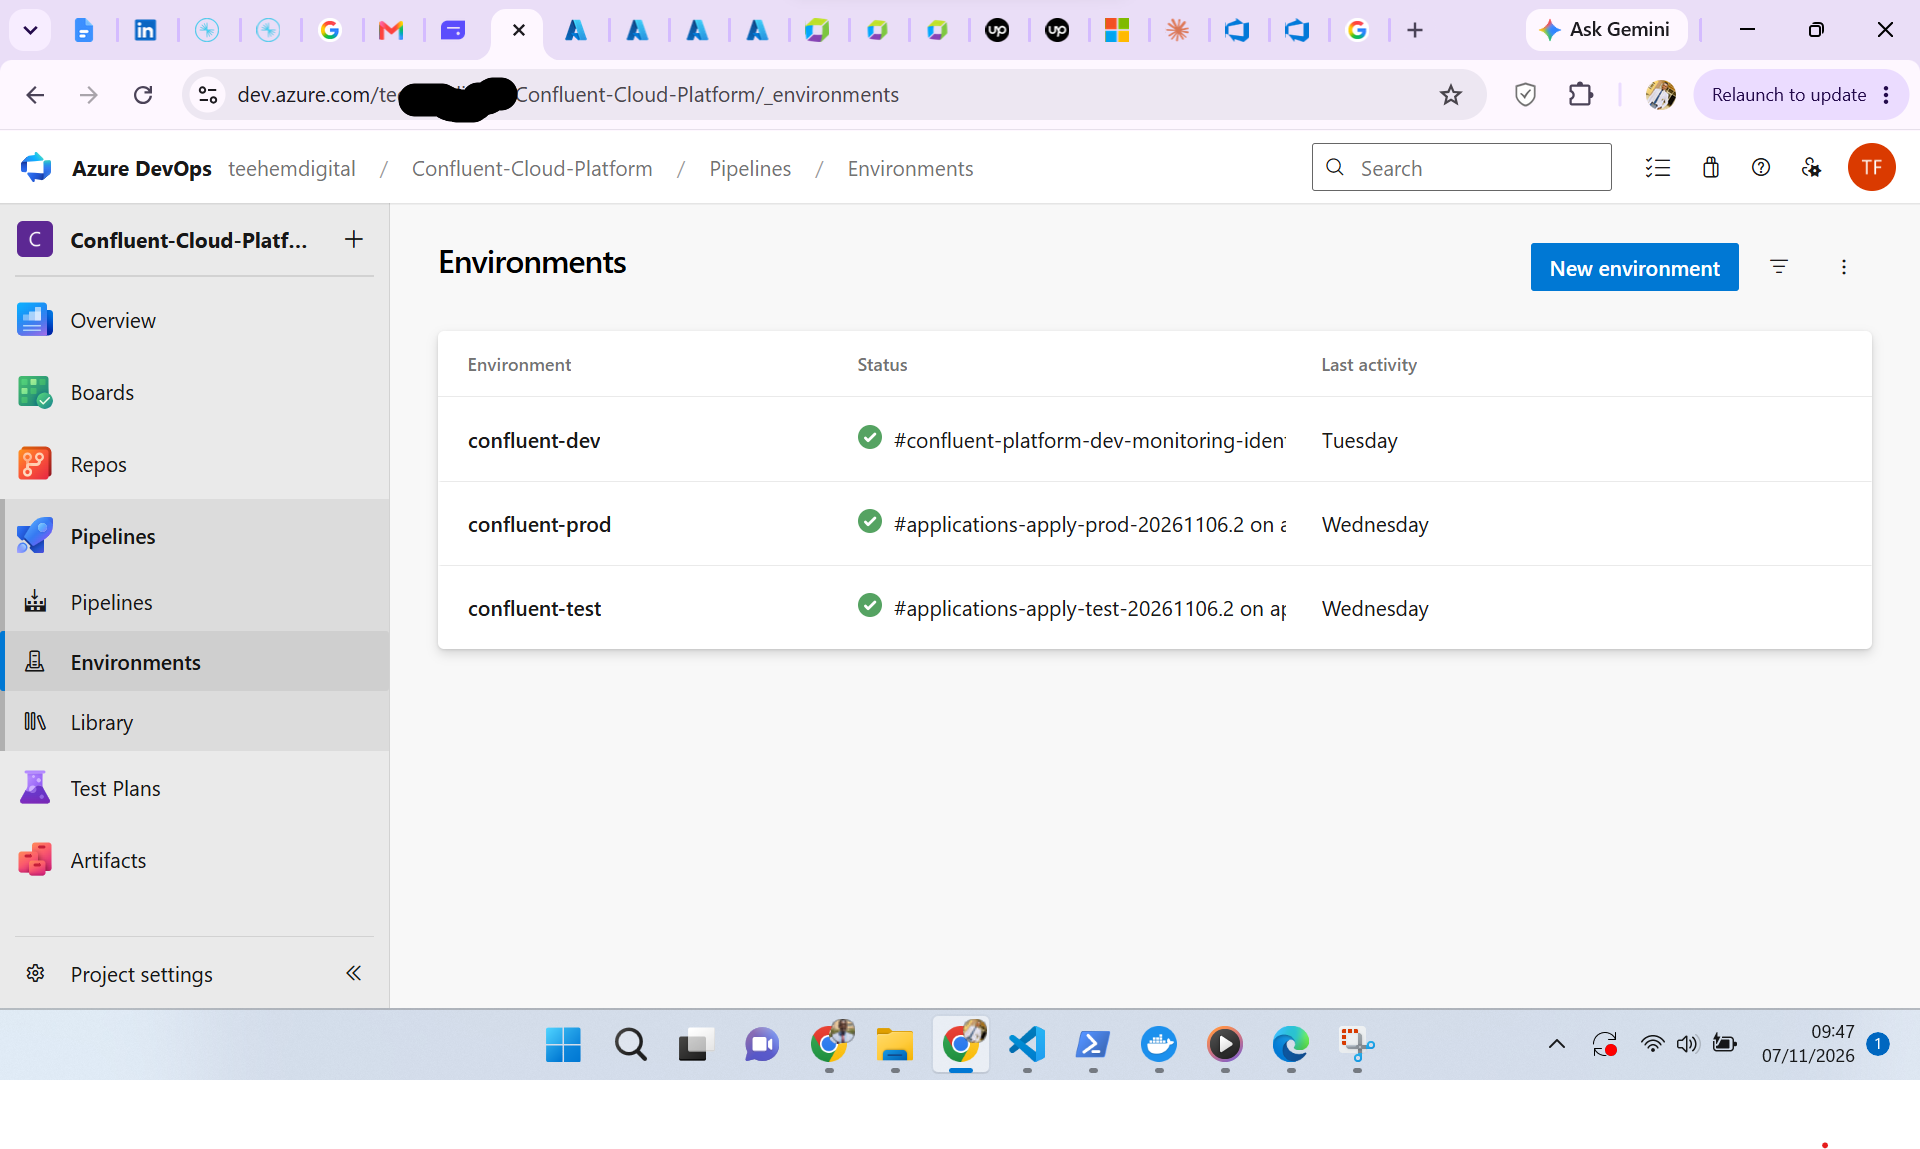 Ask Gemini
dev.azure.com/te
Confluent-Cloud-Platform/_environments
Relaunch to update
Azure DevOps teehemdigital / Confluent-Cloud-Platform / Pipelines / Environments
Search
TF
C Confluent-Cloud-Platf... +
Overview
Boards
Repos
Pipelines
Pipelines
Environments
Library
Test Plans
Artifacts
Project settings
Environments
New environment
Environment Status Last activity
confluent-dev #confluent-platform-dev-monitoring-iden Tuesday
confluent-prod #applications-apply-prod-20261106.2 on a Wednesday
confluent-test #applications-apply-test-20261106.2 on ap Wednesday
09:47
07/11/2026
1